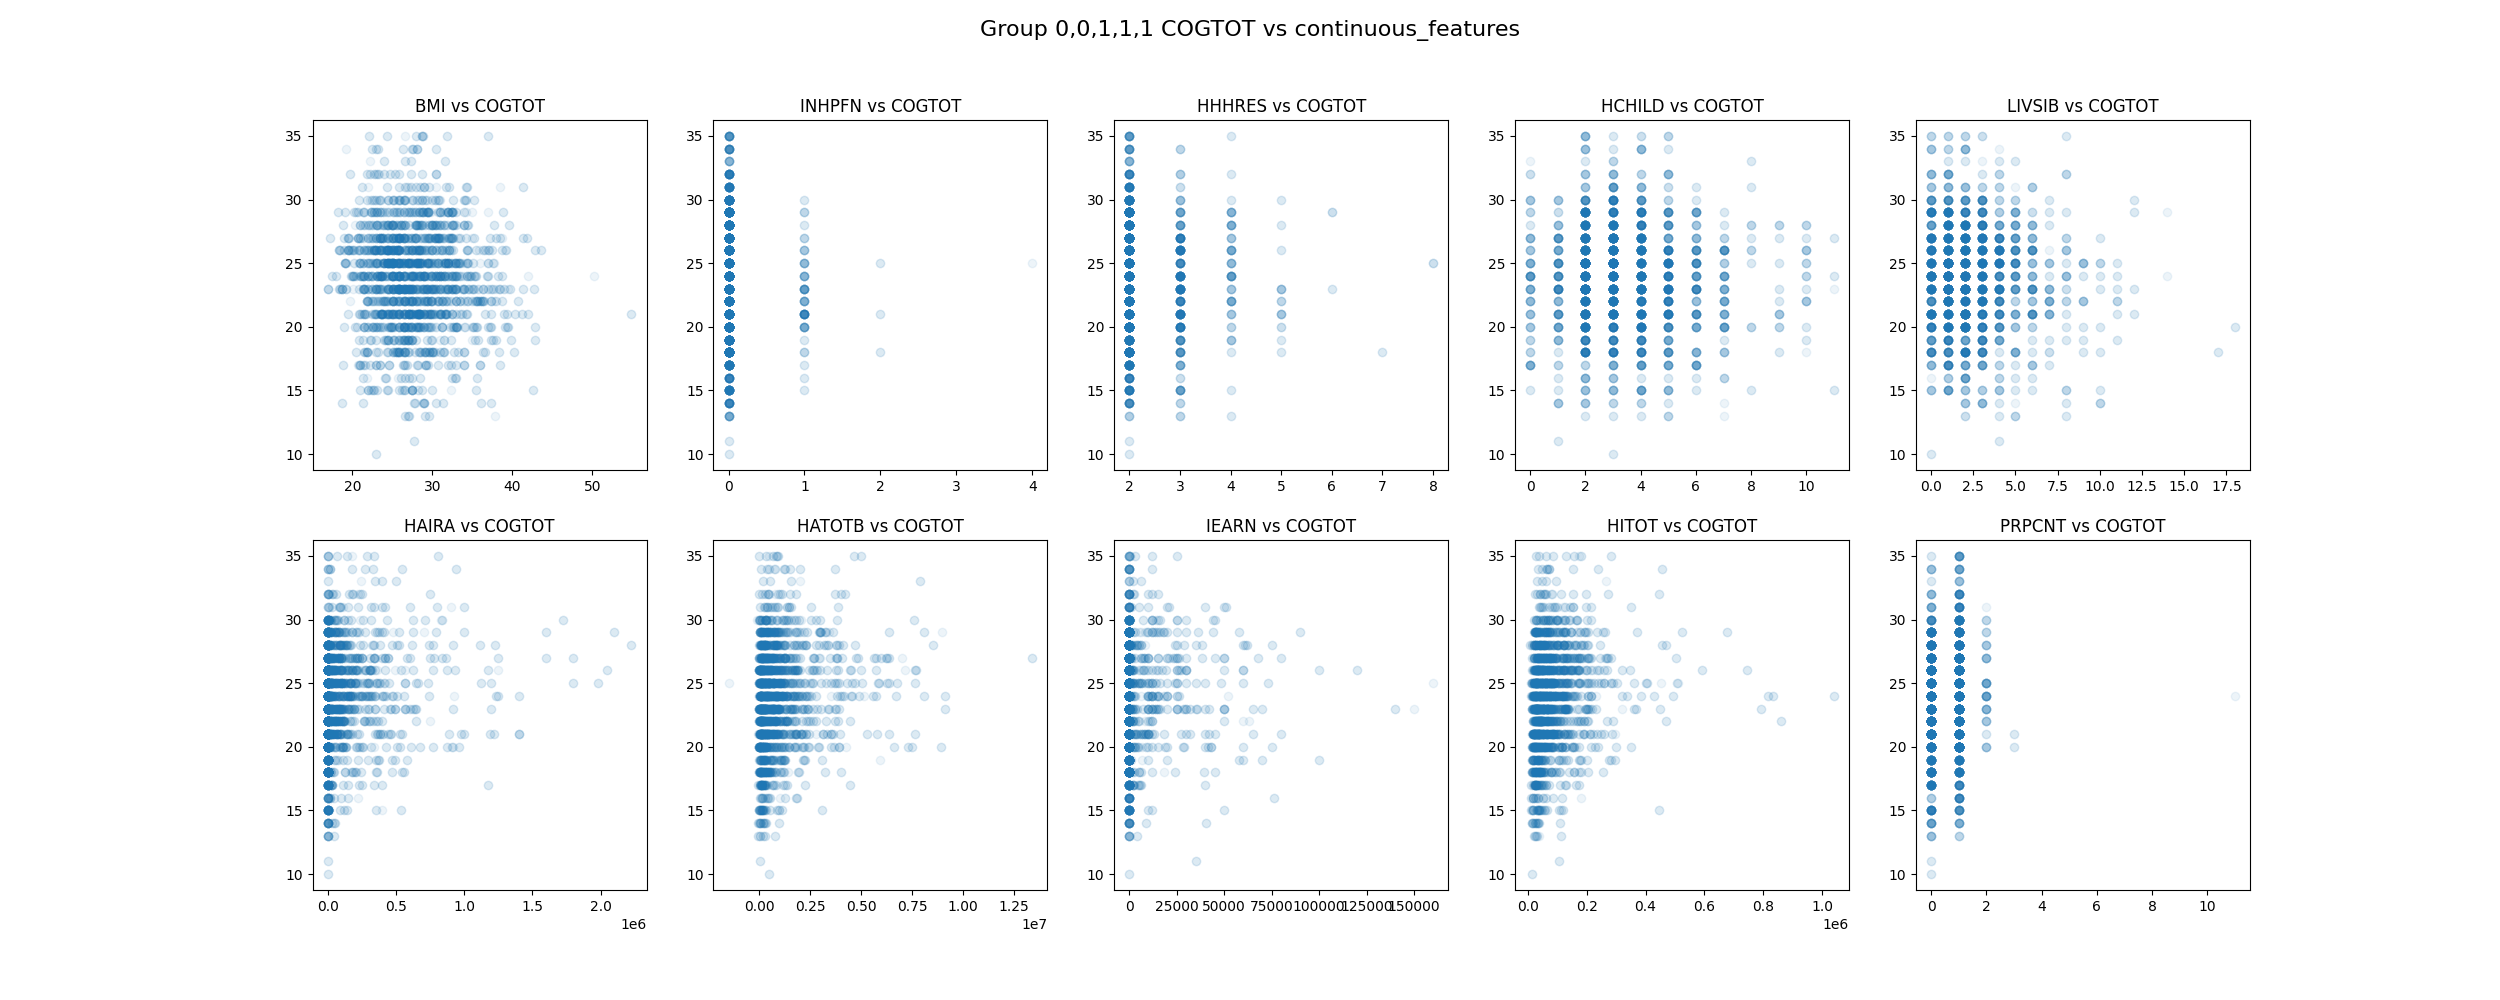 Group 0,0,1,1,1 COGTOT vs continuous_features
BMI vs COGTOT
35
30
25
20
15
10
20 30 40 50
INHPFN vs COGTOT
35
30
25
20
15
10
0 1 2 3 4
HHHRES vs COGTOT
35
30
25
20
15
10
2 3 4 5 6 7 8
HCHILD vs COGTOT
35
30
25
20
15
10
0 2 4 6 8 10
LIVSIB vs COGTOT
35
30
25
20
15
10
0.0 2.5 5.0 7.5 10.0 12.5 15.0 17.5
HAIRA vs COGTOT
35
30
25
20
15
10
0.0 0.5 1.0 1.5 2.0
1e6
HATOTB vs COGTOT
35
30
25
20
15
10
0.00 0.25 0.50 0.75 1.00 1.25
1e7
IEARN vs COGTOT
35
30
25
20
15
10
0 25000 50000 75000 100000 125000 150000
HITOT vs COGTOT
35
30
25
20
15
10
0.0 0.2 0.4 0.6 0.8 1.0
1e6
PRPCNT vs COGTOT
35
30
25
20
15
10
0 2 4 6 8 10